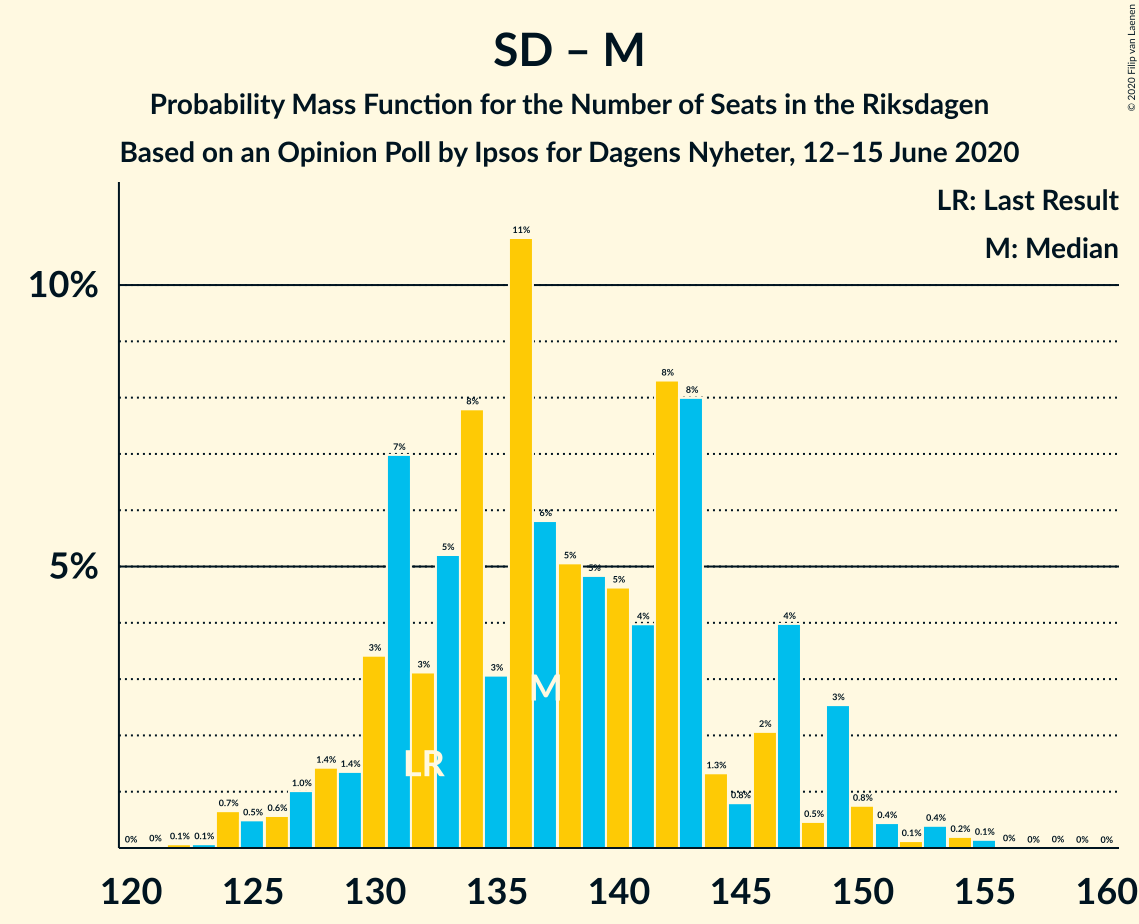 SD – M
Probability Mass Function for the Number of Seats in the Riksdagen
Based on an Opinion Poll by Ipsos for Dagens Nyheter, 12–15 June 2020
© 2020 Filip van Laenen
LR: Last Result
M: Median
10%
5%
0% 0% 0.1% 0.1% 0.7% 0.5% 0.6% 1.0% 1.4% 1.4% 3% 7% 3% 5% 8% 3% 11% 6% 5% 5% 5% 4% 8% 8% 1.3% 0.8% 2% 4% 0.5% 3% 0.8% 0.4% 0.1% 0.4% 0.2% 0.1% 0% 0% 0% 0% 0%
M
LR
120 125 130 135 140 145 150 155 160